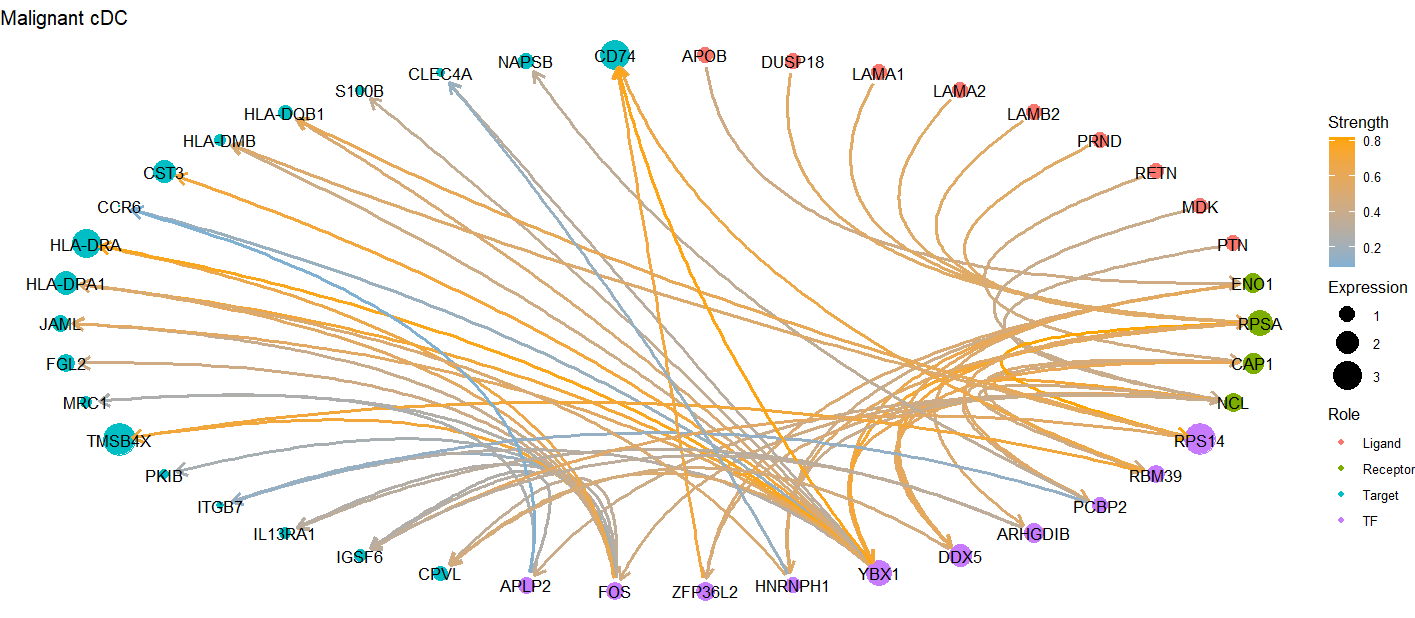 Malignant cDC
CD74
APOB
NAPSB
DUSP18
CLEC4A
LAMA1
S100B
LAMA2
HLA-DQB1
LAMB2
HLA-DMB
PRND
CST3
RETN
CCR6
MDK
HLA-DRA
PTN
HLA-DPA1
ENO1
JAML
RPSA
FGL2
CAP1
MRC1
NCL
TMSB4X
RPS14
PKIB
RBM39
ITGB7
PCBP2
IL13RA1
ARHGDIB
IGSF6
DDX5
CPVL
YBX1
APLP2
HNRNPH1
FOS
ZFP36L2
Strength
0.8
0.6
0.4
0.2
Expression
1
2
3
Role
Ligand
Receptor
Target
TF